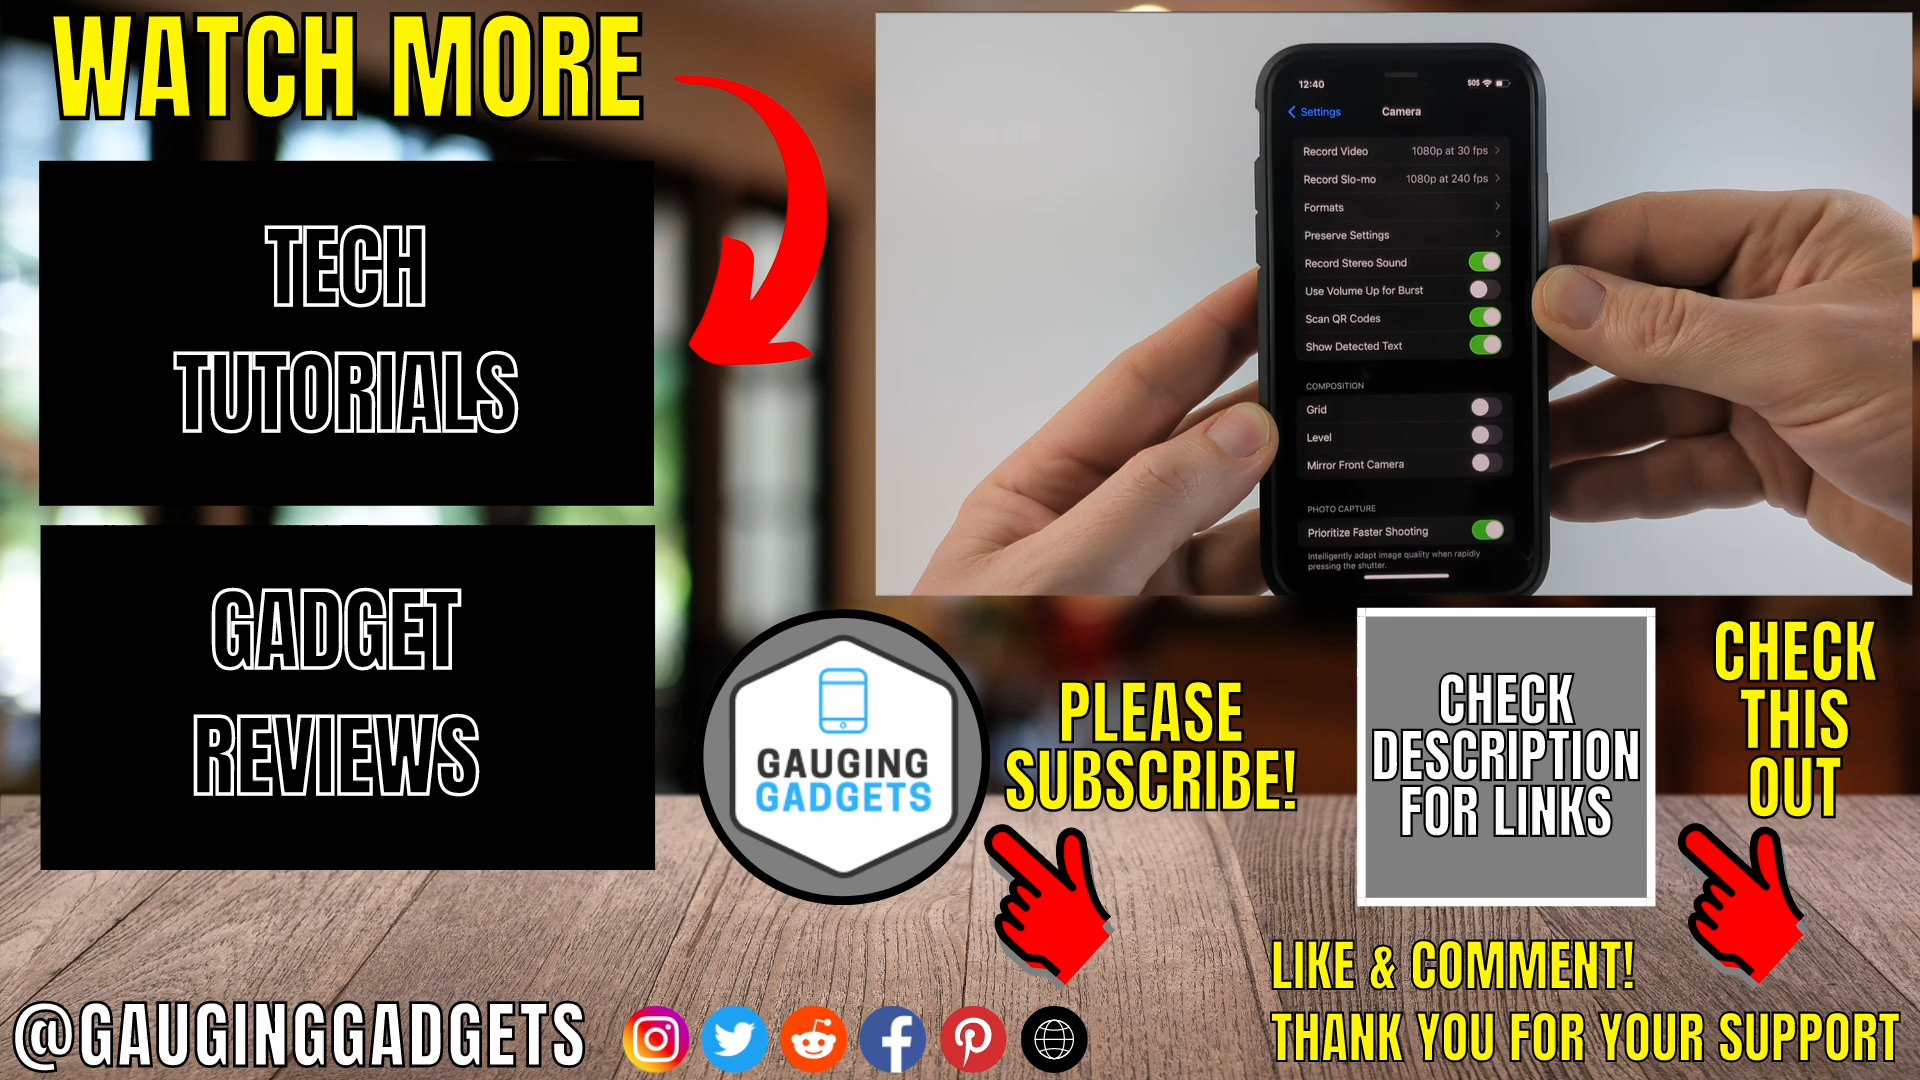 WATCH MORE
TECH
TUTORIALS
GADGET
REVIEWS
12:40
SOS
Settings
Camera
Record Video 1080p at 30 fps
Record Slo-mo 1080p at 240 fps
Formats
Preserve Settings
Record Stereo Sound
Use Volume Up for Burst
Scan QR Codes
Show Detected Text
COMPOSITION
Grid
Level
Mirror Front Camera
PHOTO CAPTURE
Prioritize Faster Shooting
Intelligently adapt image quality when rapidly
pressing the shutter.
GAUGING
GADGETS
PLEASE
SUBSCRIBE!
CHECK
DESCRIPTION
FOR LINKS
CHECK
THIS
OUT
LIKE & COMMENT!
THANK YOU FOR YOUR SUPPORT
@GAUGINGGADGETS